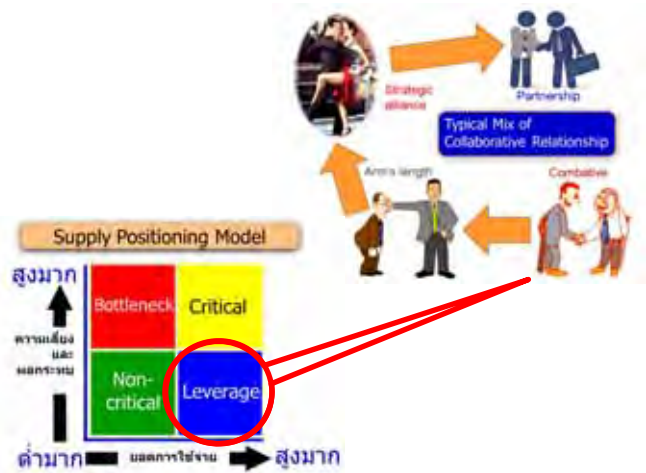 Strategic
alliance
Partnership
Typical Mix of
Collaborative Relationship
Arm's length
Combative
Supply Positioning Model
สูงมาก
Bottleneck
Critical
ความเสี่ยง
และ
ผลกระทบ
Non-
critical
Leverage
ต่ำมาก
ยอดการใช้จ่าย
สูงมาก